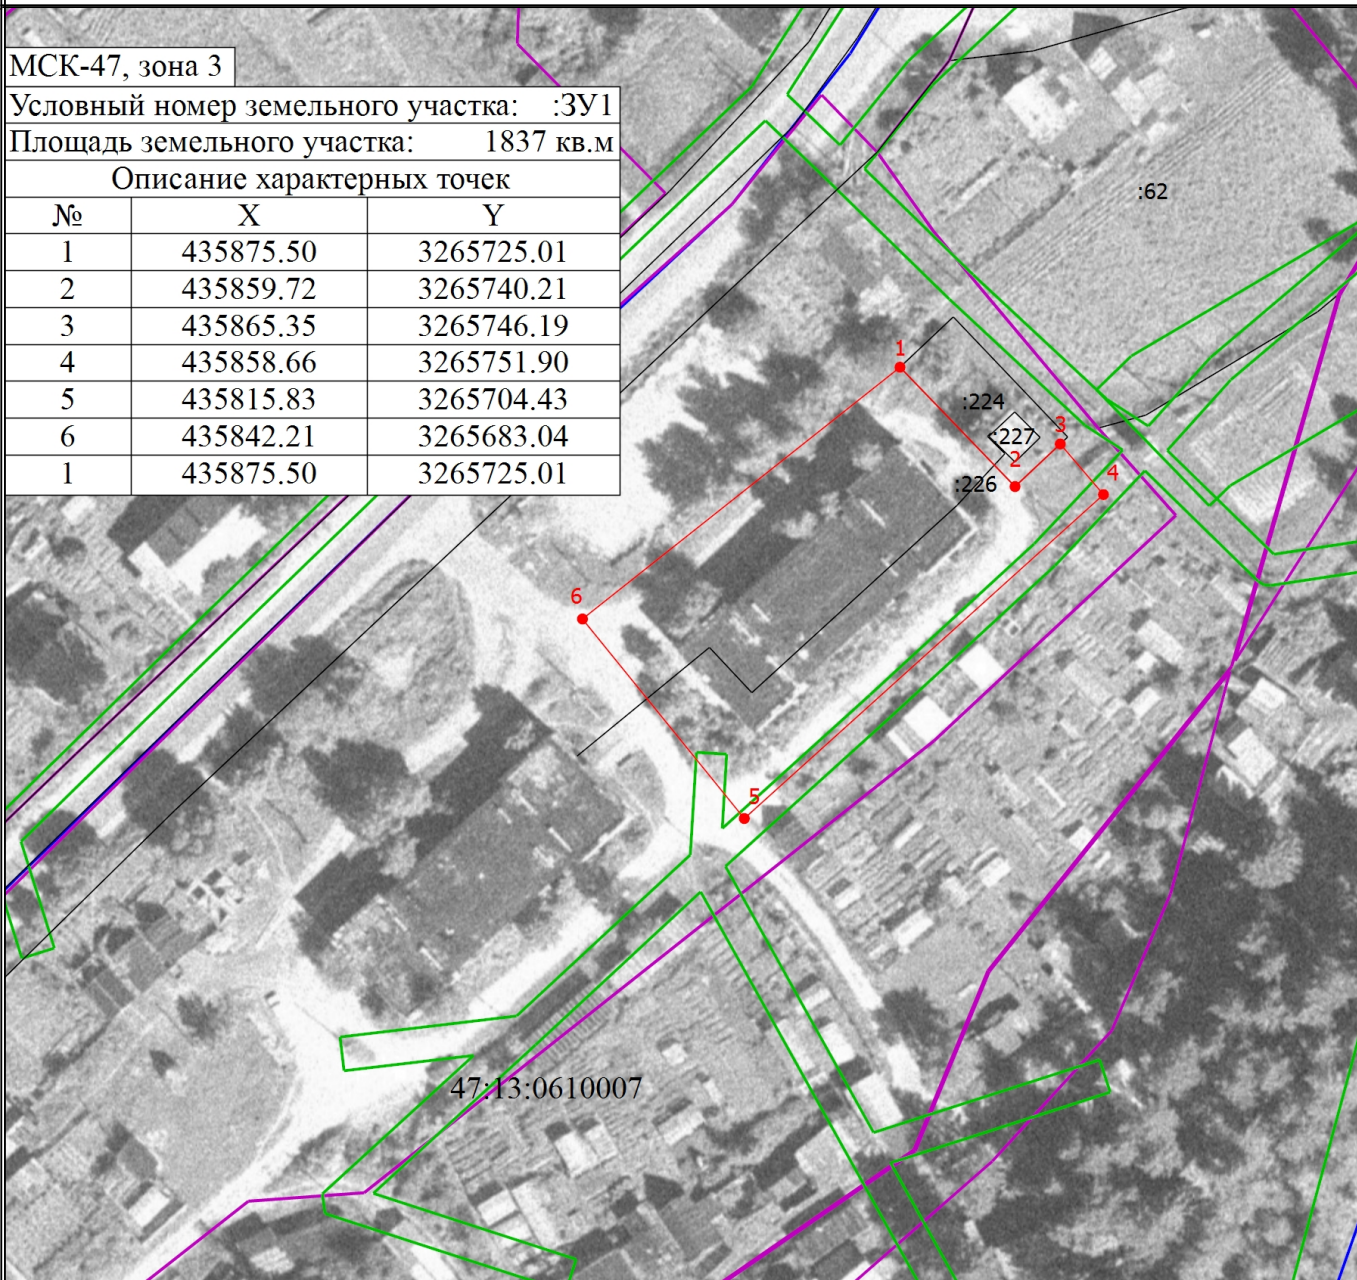 МСК-47, зона 3
Условный номер земельного участка: :ЗУ1
Площадь земельного участка: 1837 кв.м
Описание характерных точек
№ X Y
1 435875.50 3265725.01
2 435859.72 3265740.21
3 435865.35 3265746.19
4 435858.66 3265751.90
5 435815.83 3265704.43
6 435842.21 3265683.04
1 435875.50 3265725.01
:62
1
:224
:227
3
2
4
:226
6
5
47:13:0610007